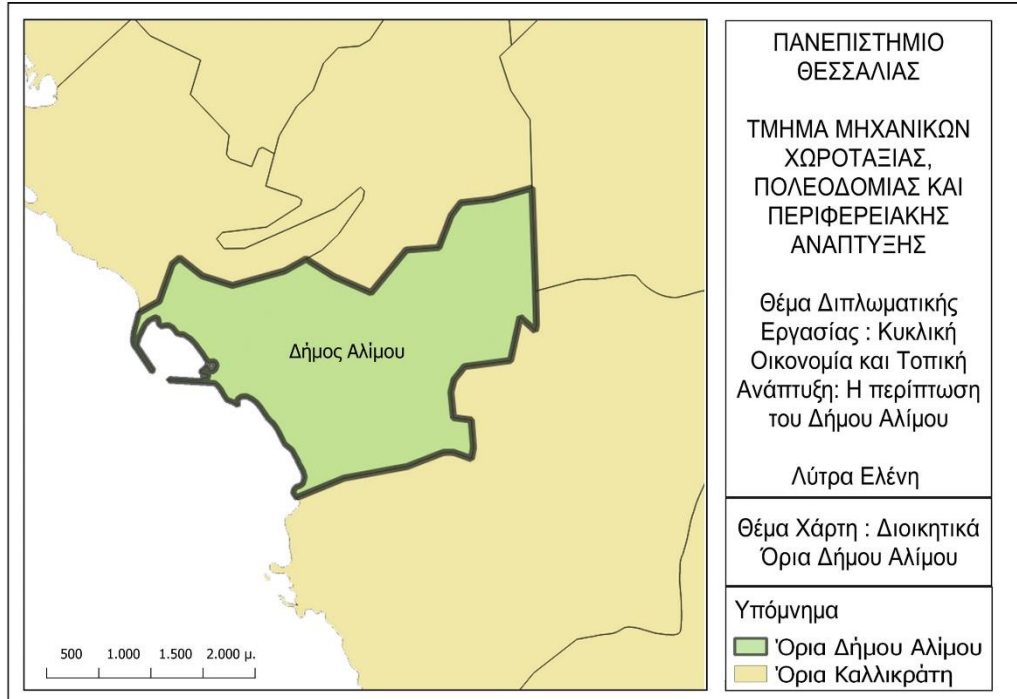 Δήμος Αλίμου
500 1.000 1.500 2.000 μ.
ΠΑΝΕΠΙΣΤΗΜΙΟ
ΘΕΣΣΑΛΙΑΣ
ΤΜΗΜΑ ΜΗΧΑΝΙΚΩΝ
ΧΩΡΟΤΑΞΙΑΣ,
ΠΟΛΕΟΔΟΜΙΑΣ ΚΑΙ
ΠΕΡΙΦΕΡΕΙΑΚΗΣ
ΑΝΑΠΤΥΞΗΣ
Θέμα Διπλωματικής
Εργασίας : Κυκλική
Οικονομία και Τοπική
Ανάπτυξη: Η περίπτωση
του Δήμου Αλίμου
Λύτρα Ελένη
Θέμα Χάρτη : Διοικητικά
Όρια Δήμου Αλίμου
Υπόμνημα
Όρια Δήμου Αλίμου
Όρια Καλλικράτη